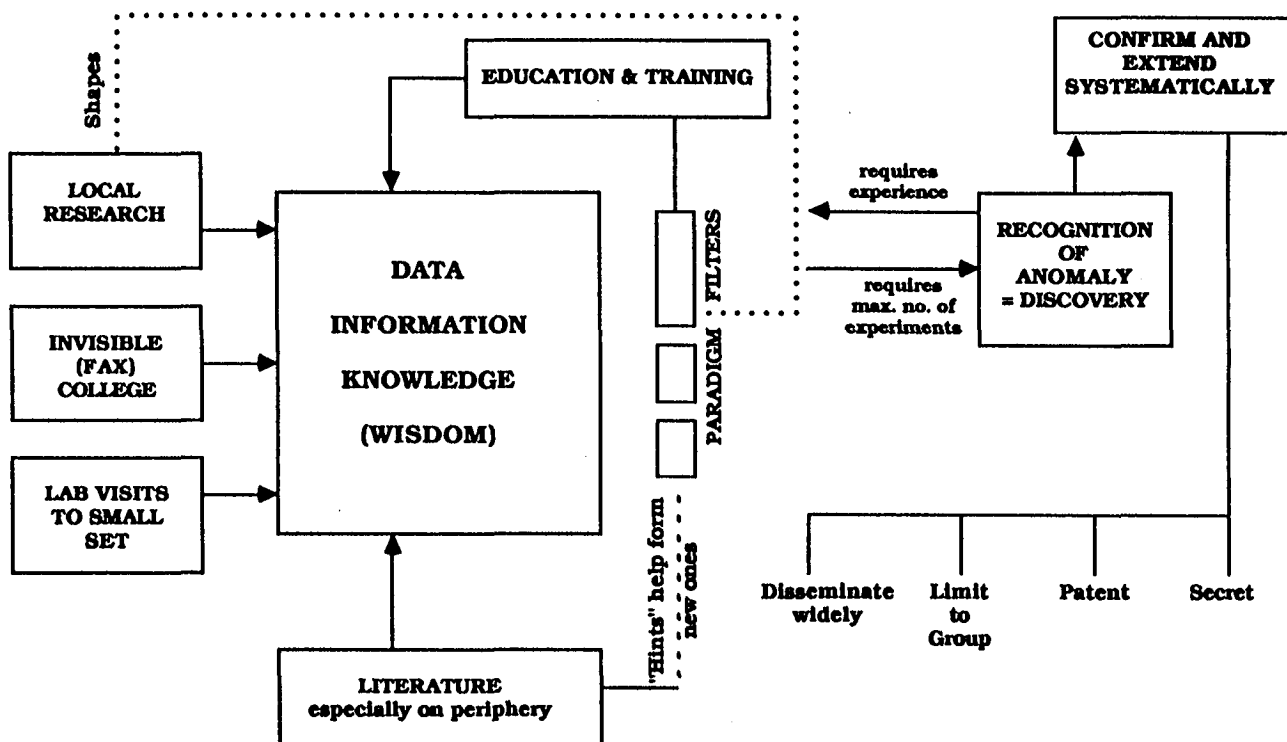 Shapes
EDUCATION & TRAINING
CONFIRM AND
EXTEND
SYSTEMATICALLY
LOCAL
RESEARCH
INVISIBLE
(FAX)
COLLEGE
LAB VISITS
TO SMALL
SET
DATA
INFORMATION
KNOWLEDGE
(WISDOM)
PARADIGM FILTERS
"Hints" help form
new ones
LITERATURE
especially on periphery
requires
experience
requires
max. no. of
experiments
RECOGNITION
OF
ANOMALY
= DISCOVERY
Disseminate
widely
Limit
to
Group
Patent
Secret